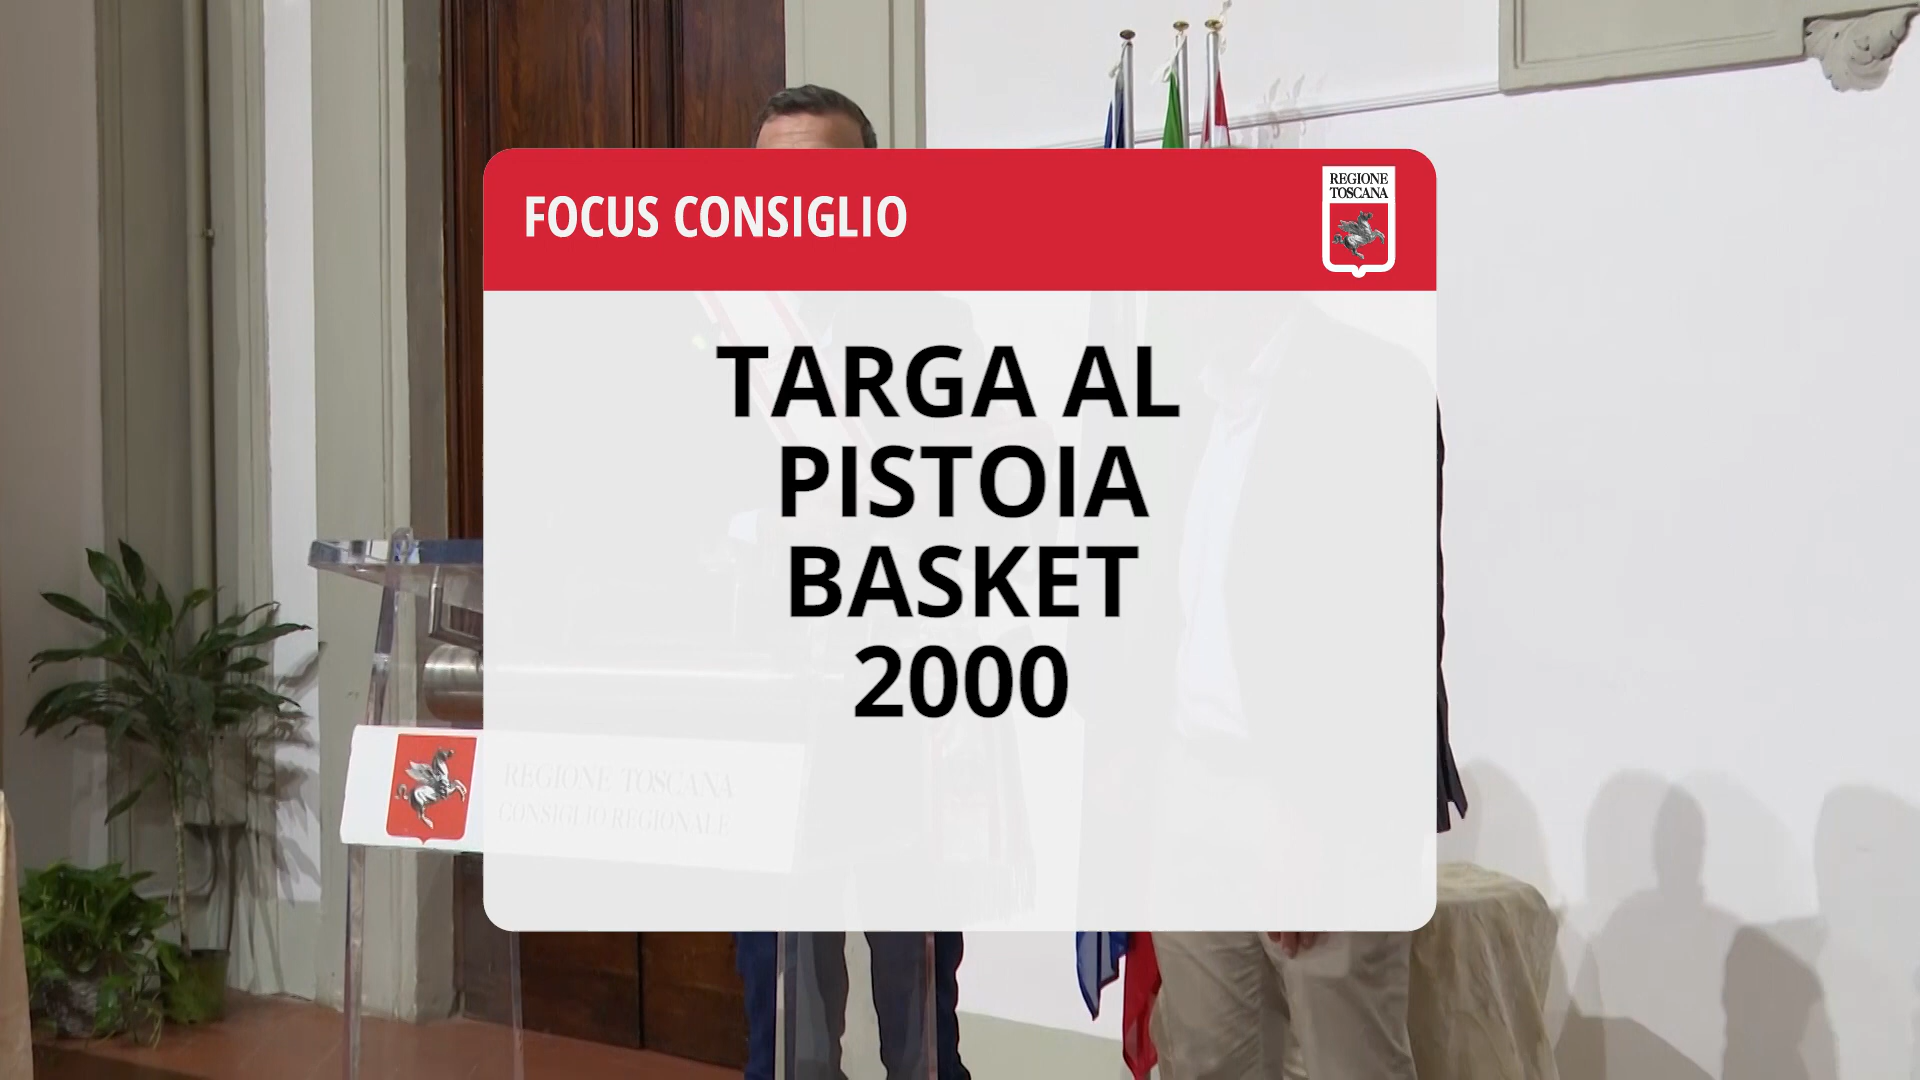 FOCUS CONSIGLIO
REGIONE
TOSCANA
TARGA AL
PISTOIA
BASKET
2000
REGIONE TOSCANA
CONSIGLIO REGIONALE